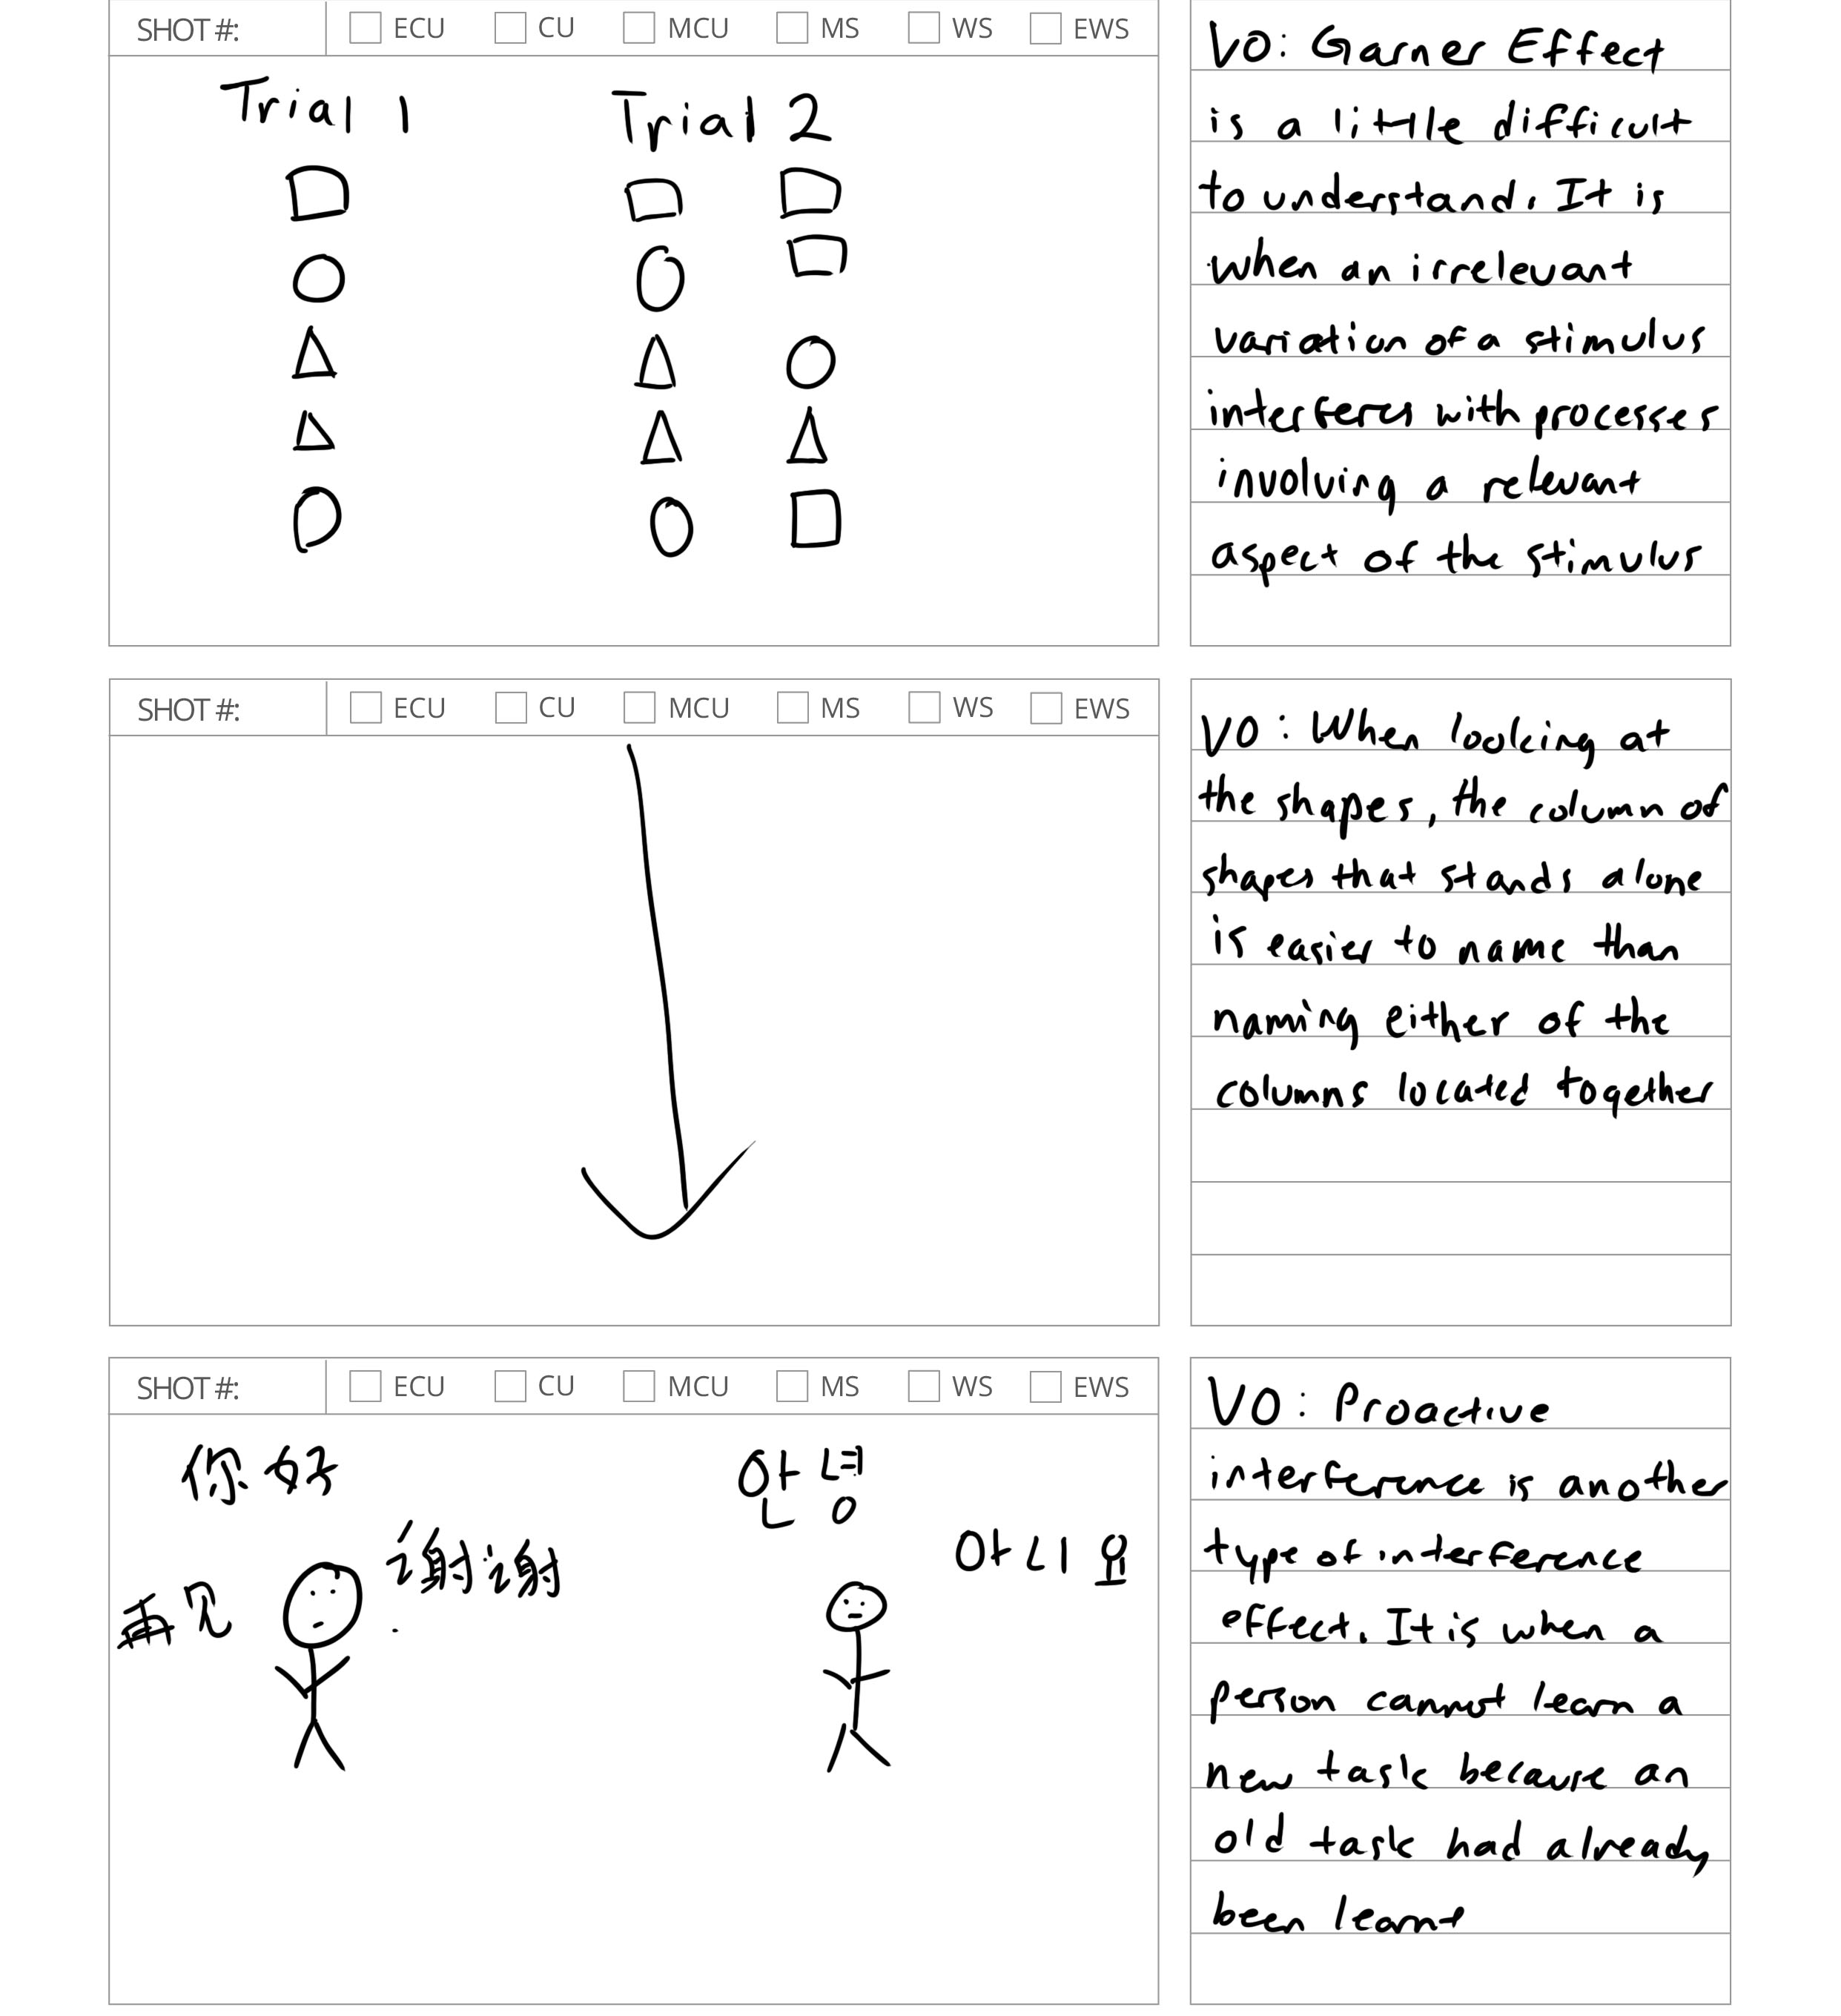 SHOT #: ECU CU MCU MS WS EWS
Trial 1 Trial 2
VO: Garner Effect
is a little difficult
to understand. It is
when an irrelevant
variation of a stimulus
interferes with processes
involving a relevant
aspect of the stimulus
SHOT #: ECU CU MCU MS WS EWS
VO: When looking at
the shapes, the column of
shapes that stands alone
is easier to name than
naming either of the
columns located together
SHOT #: ECU CU MCU MS WS EWS
你好
谢谢
再见
안녕
아니요
VO: Proactive
interference is another
type of interference
effect. It is when a
person cannot learn a
new task because an
old task had already
been learnt